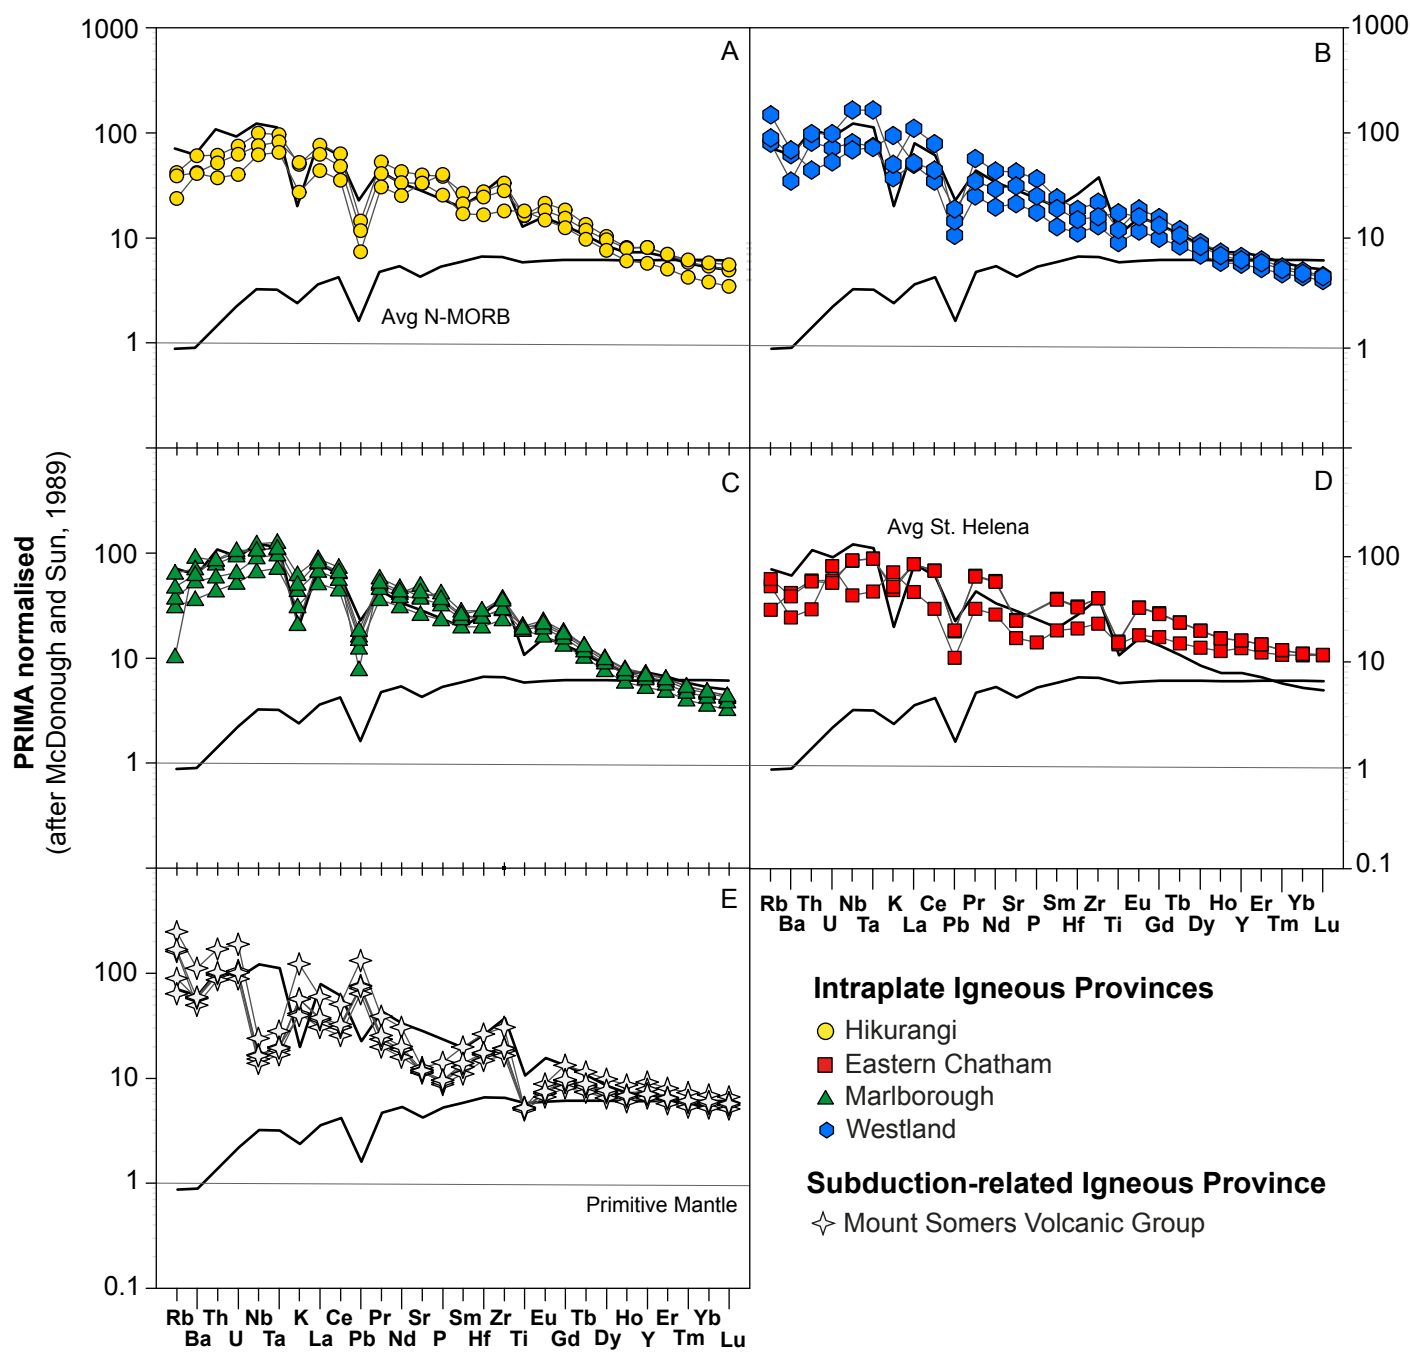 1000
100
10
1
A
Avg N-MORB
B
1000
100
10
1
PRIMA normalised
(after McDonough and Sun, 1989)
100
10
1
C
Avg St. Helena
D
100
10
1
0.1
Rb Th Nb K Ce Pr Sr Sm Zr Eu Tb Ho Er Yb
Ba U Ta La Pb Nd P Hf Ti Gd Dy Y Tm Lu
100
10
1
0.1
E
Primitive Mantle
Rb Th Nb K Ce Pr Sr Sm Zr Eu Tb Ho Er Yb
Ba U Ta La Pb Nd P Hf Ti Gd Dy Y Tm Lu
Intraplate Igneous Provinces
Hikurangi
Eastern Chatham
Marlborough
Westland
Subduction-related Igneous Province
Mount Somers Volcanic Group